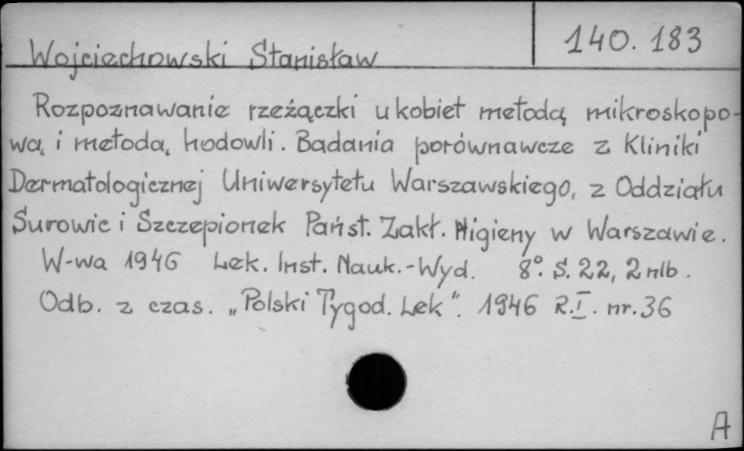 Wojciechowski Stanisław
140.183
Rozpoznawanie rzeżączki u kobiet metodą mikroskopo-
wą i metodą hodowli. Badania porównawcze z Kliniki
Dermatologicznej Uniwersytetu Warszawskiego, z Oddziału
Surowic i Szczepionek Państ. Zakł. Higieny w Warszawie.
W-wa 1946 Lek. Inst. Nauk.-Wyd. 8° S. 22, 2 nlb.
Odb. z czas. „Polski Tygod. Lek". 1946 R.I. nr. 36
A